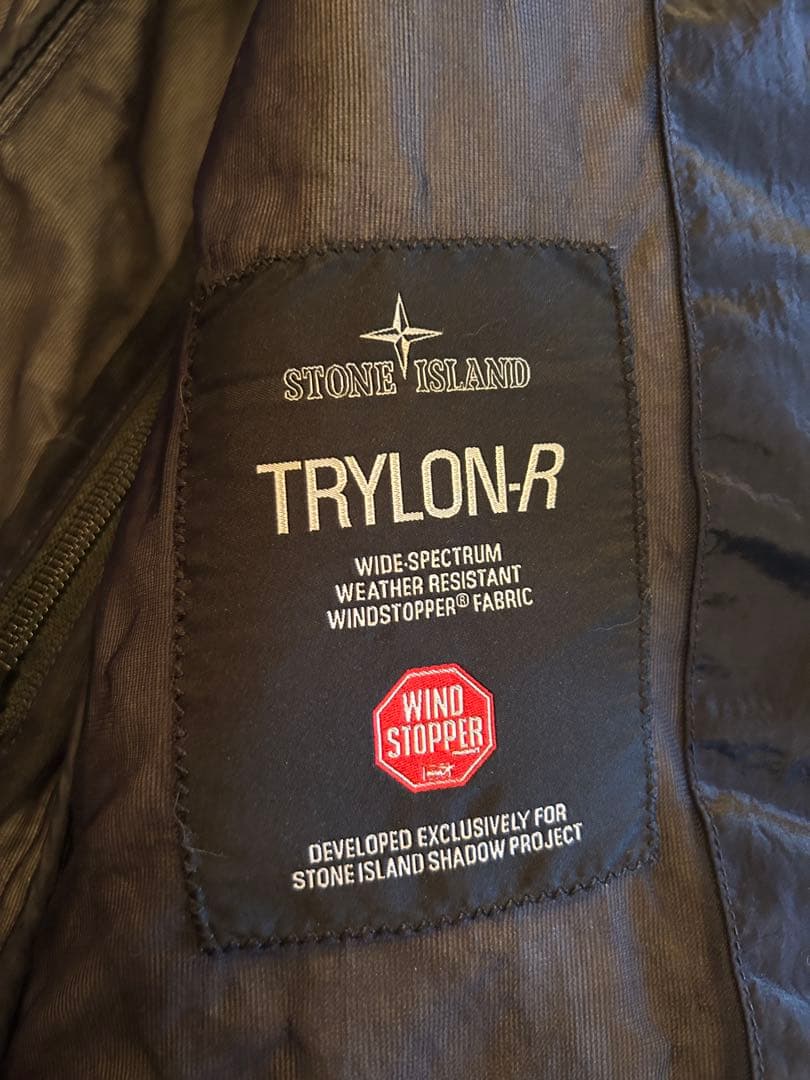 STONE ISLAND
TRYLON-R
WIDE-SPECTRUM
WEATHER RESISTANT
WINDSTOPPER® FABRIC
WIND
STOPPER
DEVELOPED EXCLUSIVELY FOR
STONE ISLAND SHADOW PROJECT